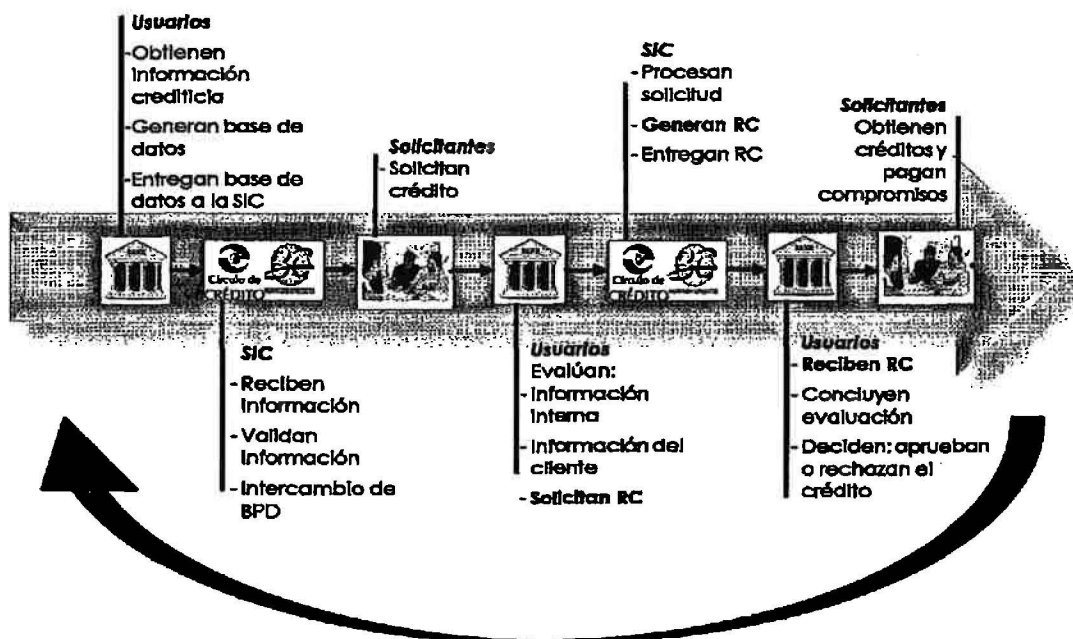 Usuarios
-Obtienen
información
crediticia
-Generan base de
datos
-Entregan base de
datos a la SIC
SIC
-Reciben
Información
-Validan
Información
-Intercambio de
BPD
Solicitantes
-Solicitan
crédito
Usuarios
Evalúan:
-Información
Interna
-Información del
cliente
-Solicitan RC
SIC
-Procesan
solicitud
-Generan RC
-Entregan RC
Usuarios
-Reciben RC
-Concluyen
evaluación
-Deciden: aprueban
o rechazan el
crédito
Solicitantes
Obtienen
créditos y
pagan
compromisos
Círculo de
CRÉDITO
Círculo de
CRÉDITO